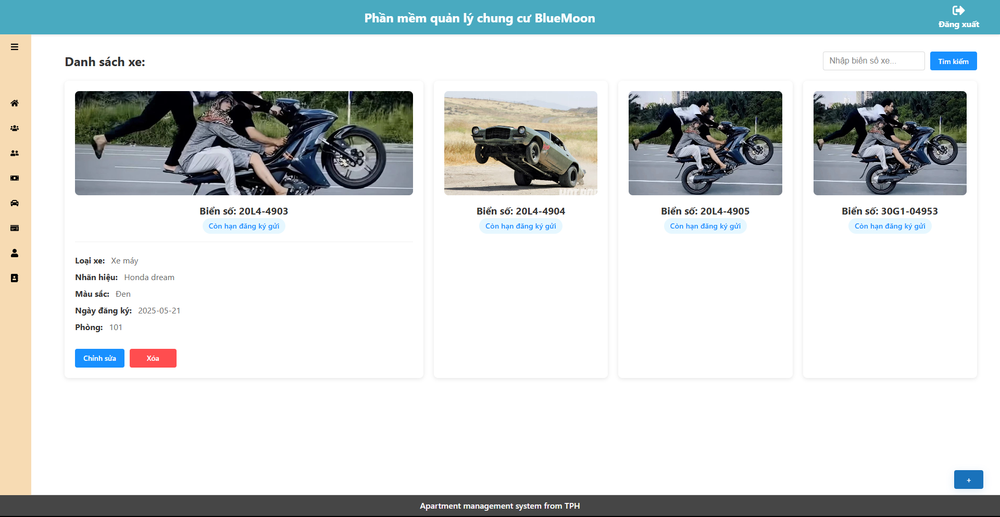 Phần mềm quản lý chung cư BlueMoon
Đăng xuất
Danh sách xe:
Nhập biển số xe...
Tìm kiếm
Biển số: 20L4-4903
Còn hạn đăng ký gửi
Loại xe: Xe máy
Nhãn hiệu: Honda dream
Màu sắc: Đen
Ngày đăng ký: 2025-05-21
Phòng: 101
Chỉnh sửa
Xóa
Biển số: 20L4-4904
Còn hạn đăng ký gửi
Biển số: 20L4-4905
Còn hạn đăng ký gửi
Biển số: 30G1-04953
Còn hạn đăng ký gửi
+
Apartment management system from TPH